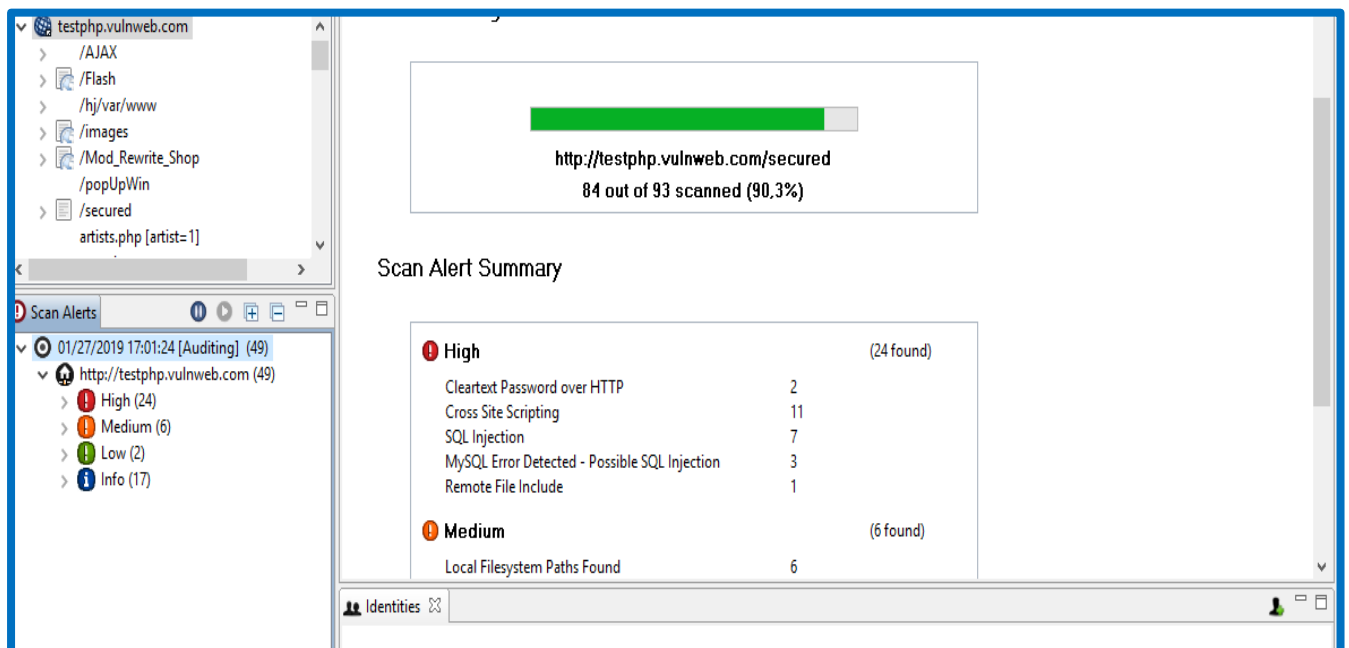 testphp.vulnweb.com
/AJAX
/Flash
/hj/var/www
/images
/Mod_Rewrite_Shop
/popUpWin
/secured
artists.php [artist=1]
Scan Alerts
01/27/2019 17:01:24 [Auditing] (49)
http://testphp.vulnweb.com (49)
High (24)
Medium (6)
Low (2)
Info (17)
http://testphp.vulnweb.com/secured
84 out of 93 scanned (90,3%)
Scan Alert Summary
High (24 found)
Cleartext Password over HTTP 2
Cross Site Scripting 11
SQL Injection 7
MySQL Error Detected - Possible SQL Injection 3
Remote File Include 1
Medium (6 found)
Local Filesystem Paths Found 6
Identities